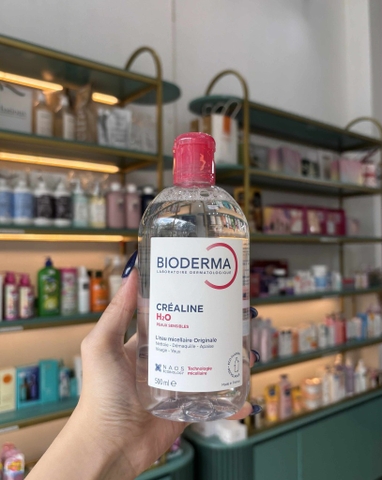 BIODERMA
LABORATOIRE DERMATOLOGIQUE
CRÉALINE
H₂O
PEAUX SENSIBLES
L'eau micellaire Originale
Nettoie - Démaquille - Apaise
Visage - Yeux
NAOS
Technologie
micellaire
500 ml e